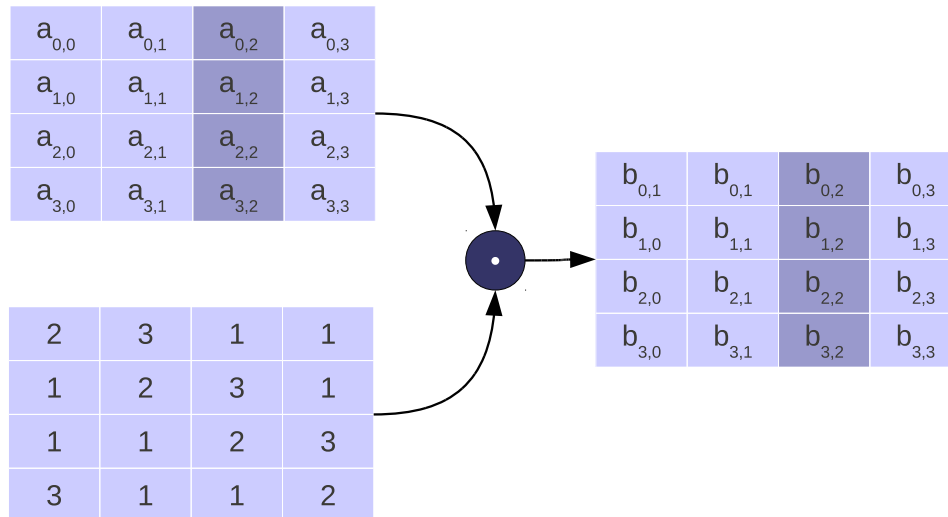 a0,0 a0,1 a0,2 a0,3
a1,0 a1,1 a1,2 a1,3
a2,0 a2,1 a2,2 a2,3
a3,0 a3,1 a3,2 a3,3
b0,1 b0,1 b0,2 b0,3
b1,0 b1,1 b1,2 b1,3
b2,0 b2,1 b2,2 b2,3
b3,0 b3,1 b3,2 b3,3
2 3 1 1
1 2 3 1
1 1 2 3
3 1 1 2